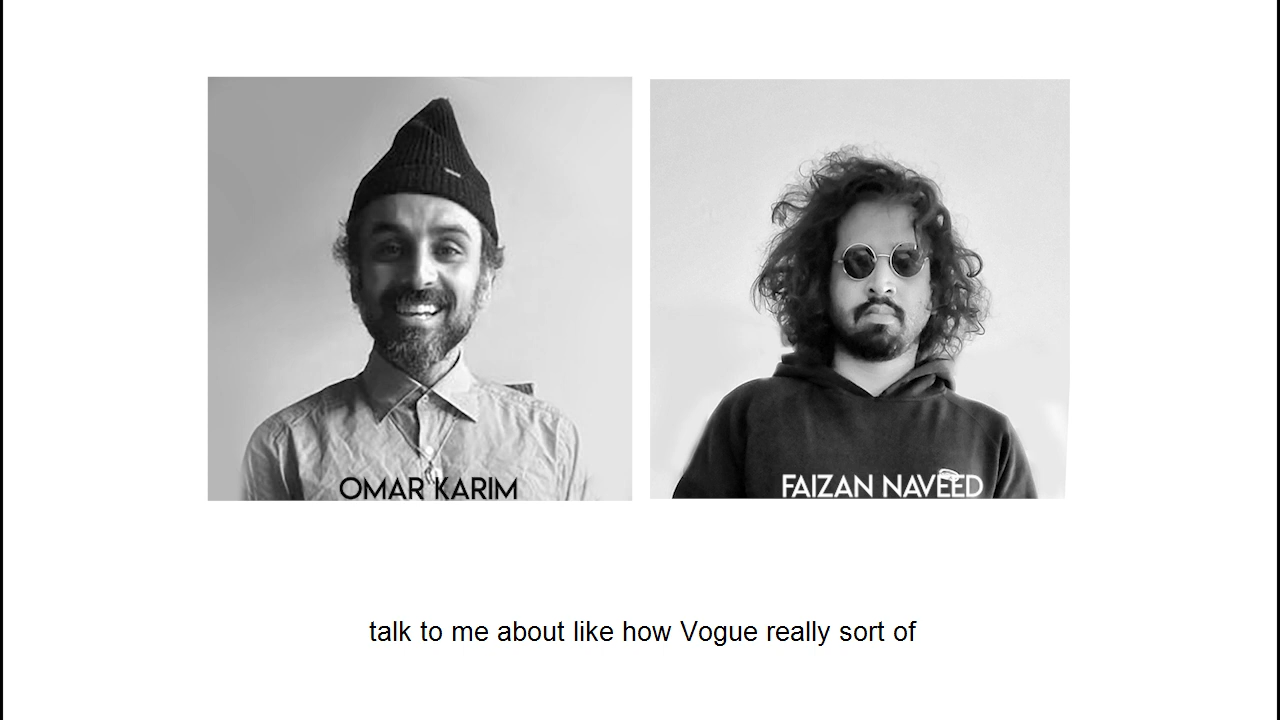 OMAR KARIM
FAIZAN NAVEED
talk to me about like how Vogue really sort of